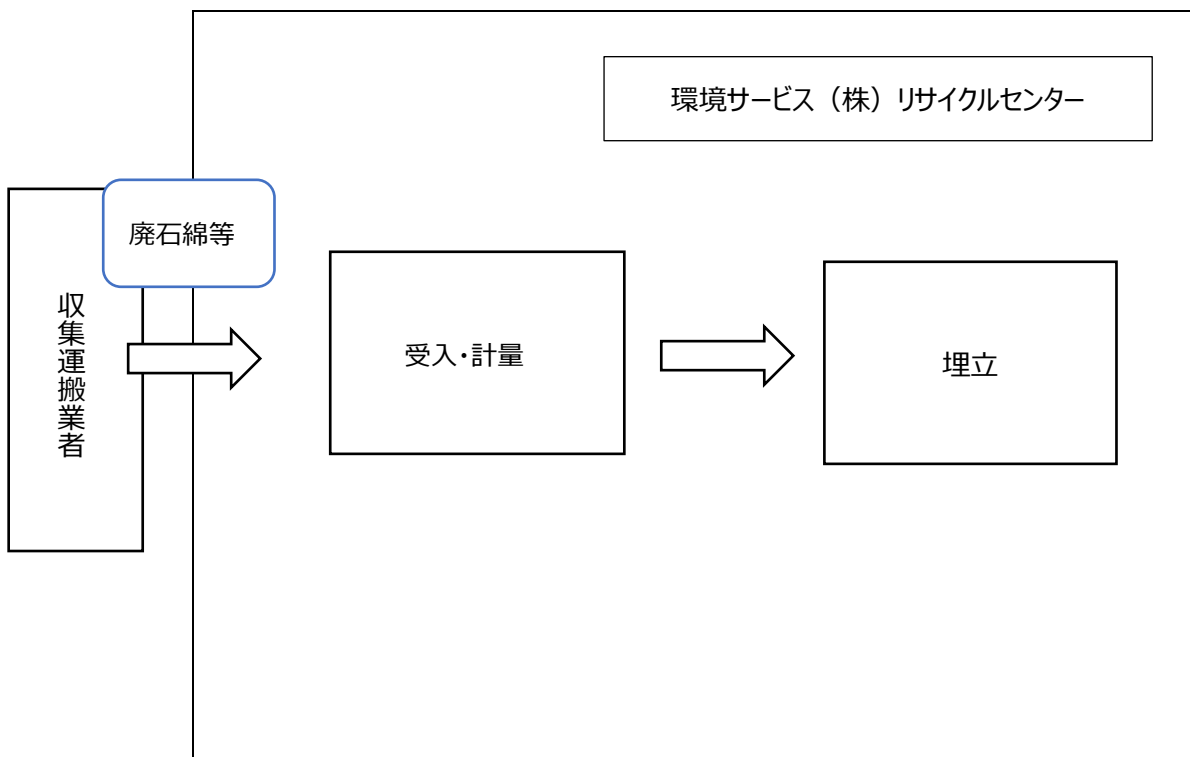 環境サービス（株）リサイクルセンター
廃石綿等
収集運搬業者
受入・計量
埋立